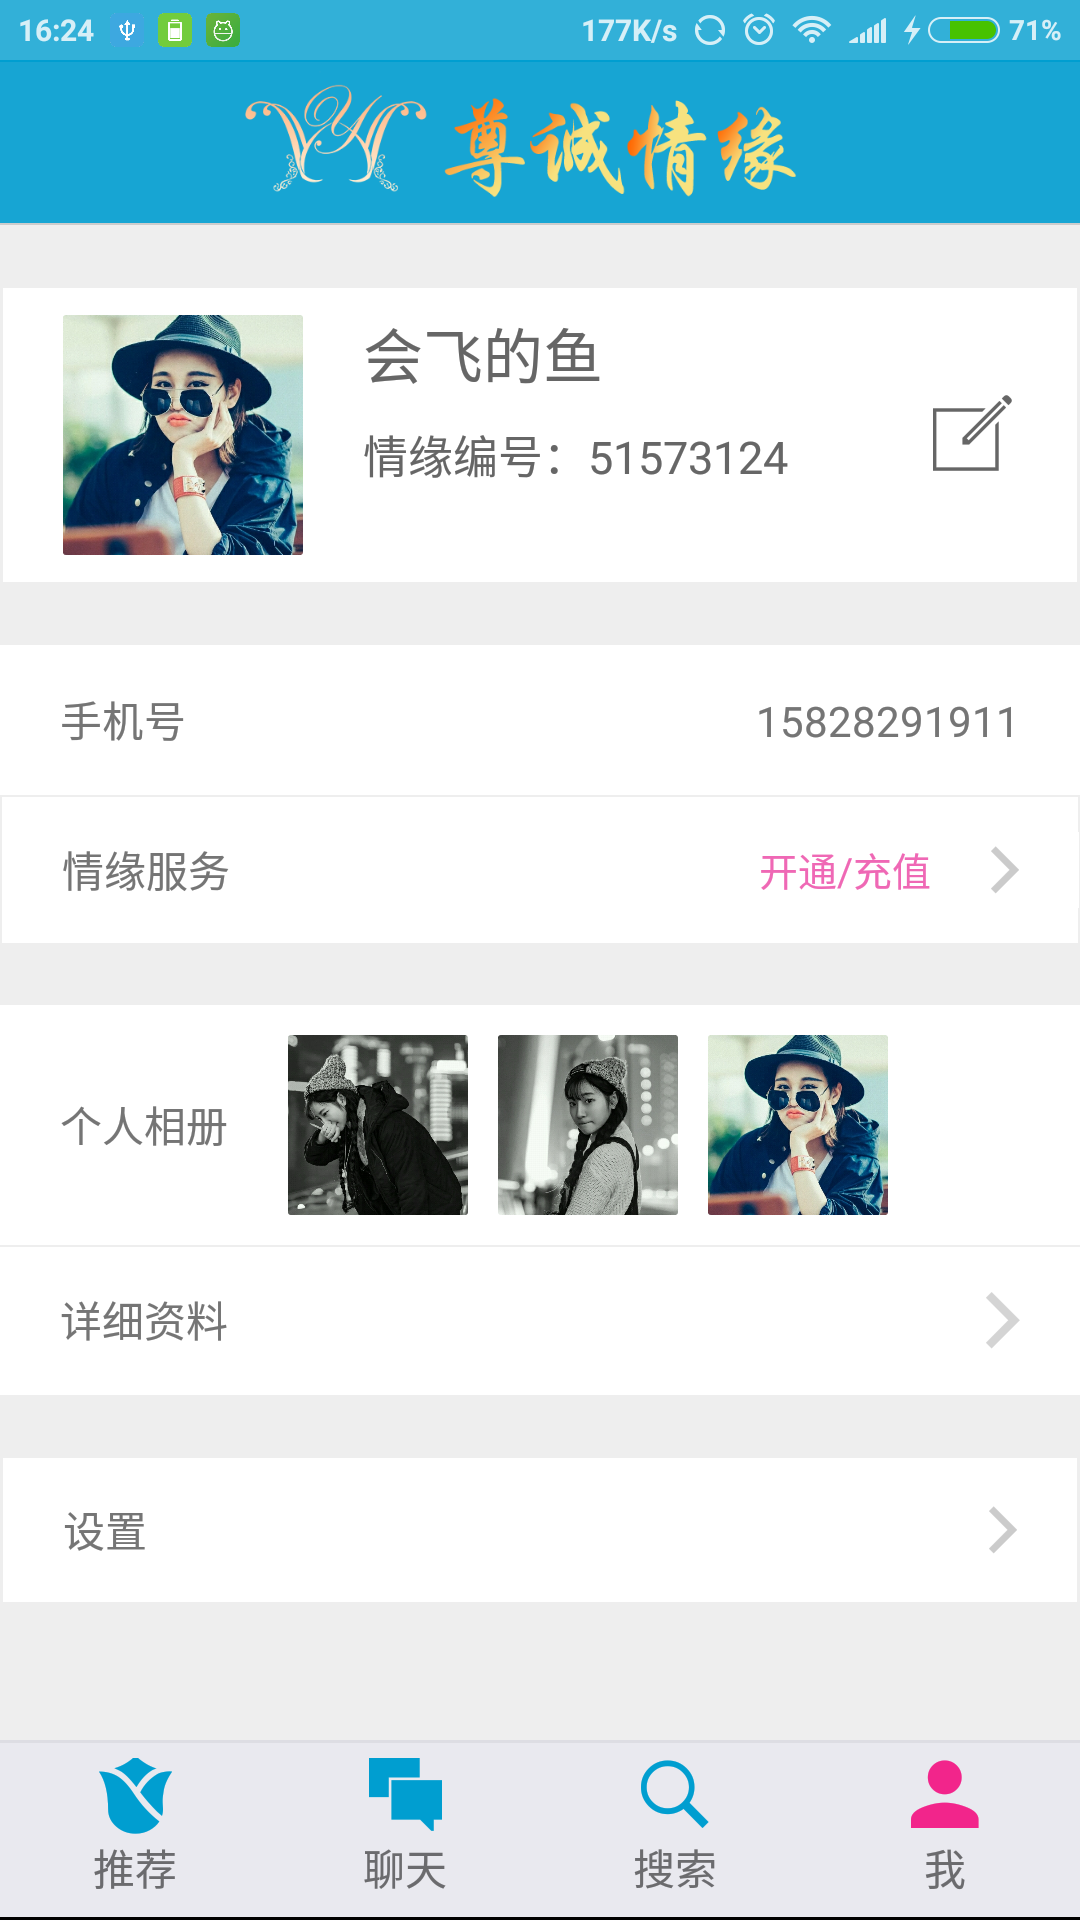 16:24 177K/s 71%
尊诚情缘
会飞的鱼
情缘编号：51573124
手机号 15828291911
情缘服务 开通/充值
个人相册
详细资料
设置
推荐 聊天 搜索 我